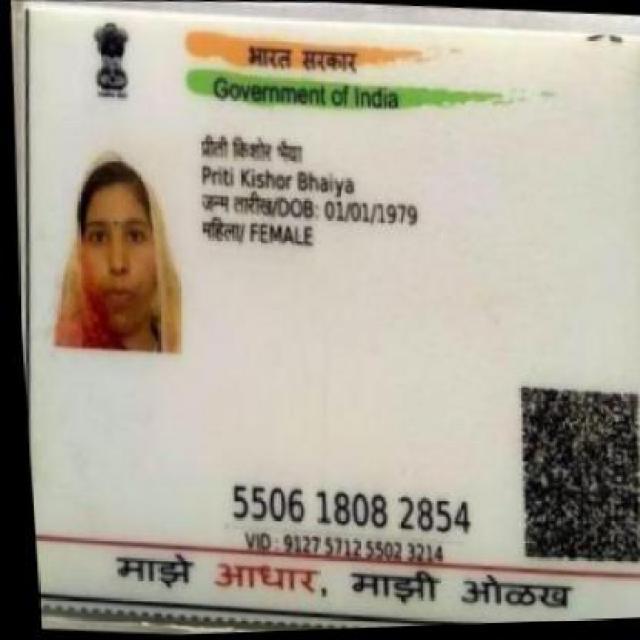 भारत सरकार
Government of India
प्रीती किशोर भैया
Priti Kishor Bhaiya
जन्म तारीख/DOB: 01/01/1979
महिला/ FEMALE
5506 1808 2854
VID : 9127 5712 5502 3214
माझे आधार, माझी ओळख